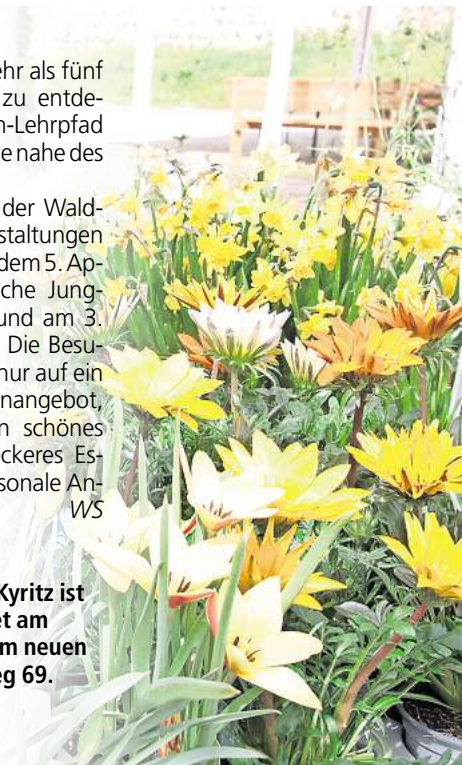 ehr als fünf
zu entde-
n-Lehrpfad
e nahe des
der Wald-
staltungen
dem 5. Ap-
che Jung-
und am 3.
Die Besu-
nur auf ein
nangebot,
n schönes
ckeres Es-
sonale An-
WS
Kyritz ist
et am
m neuen
eg 69.